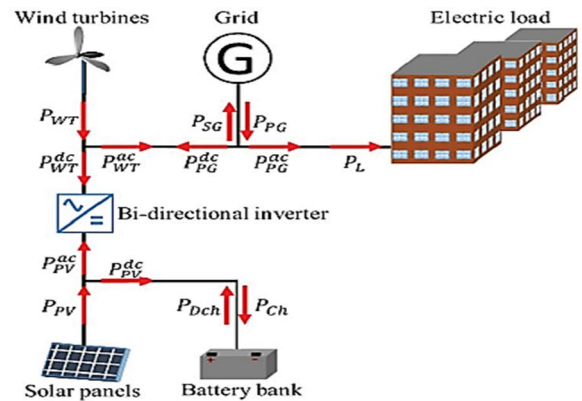 Wind turbines
Grid
Electric load
G
P_WT
P_SG
P_PG
P_WT^dc
P_WT^ac
P_PG^dc
P_PG^ac
P_L
Bi-directional inverter
P_PV^ac
P_PV^dc
P_PV
P_Dch
P_Ch
Solar panels
Battery bank